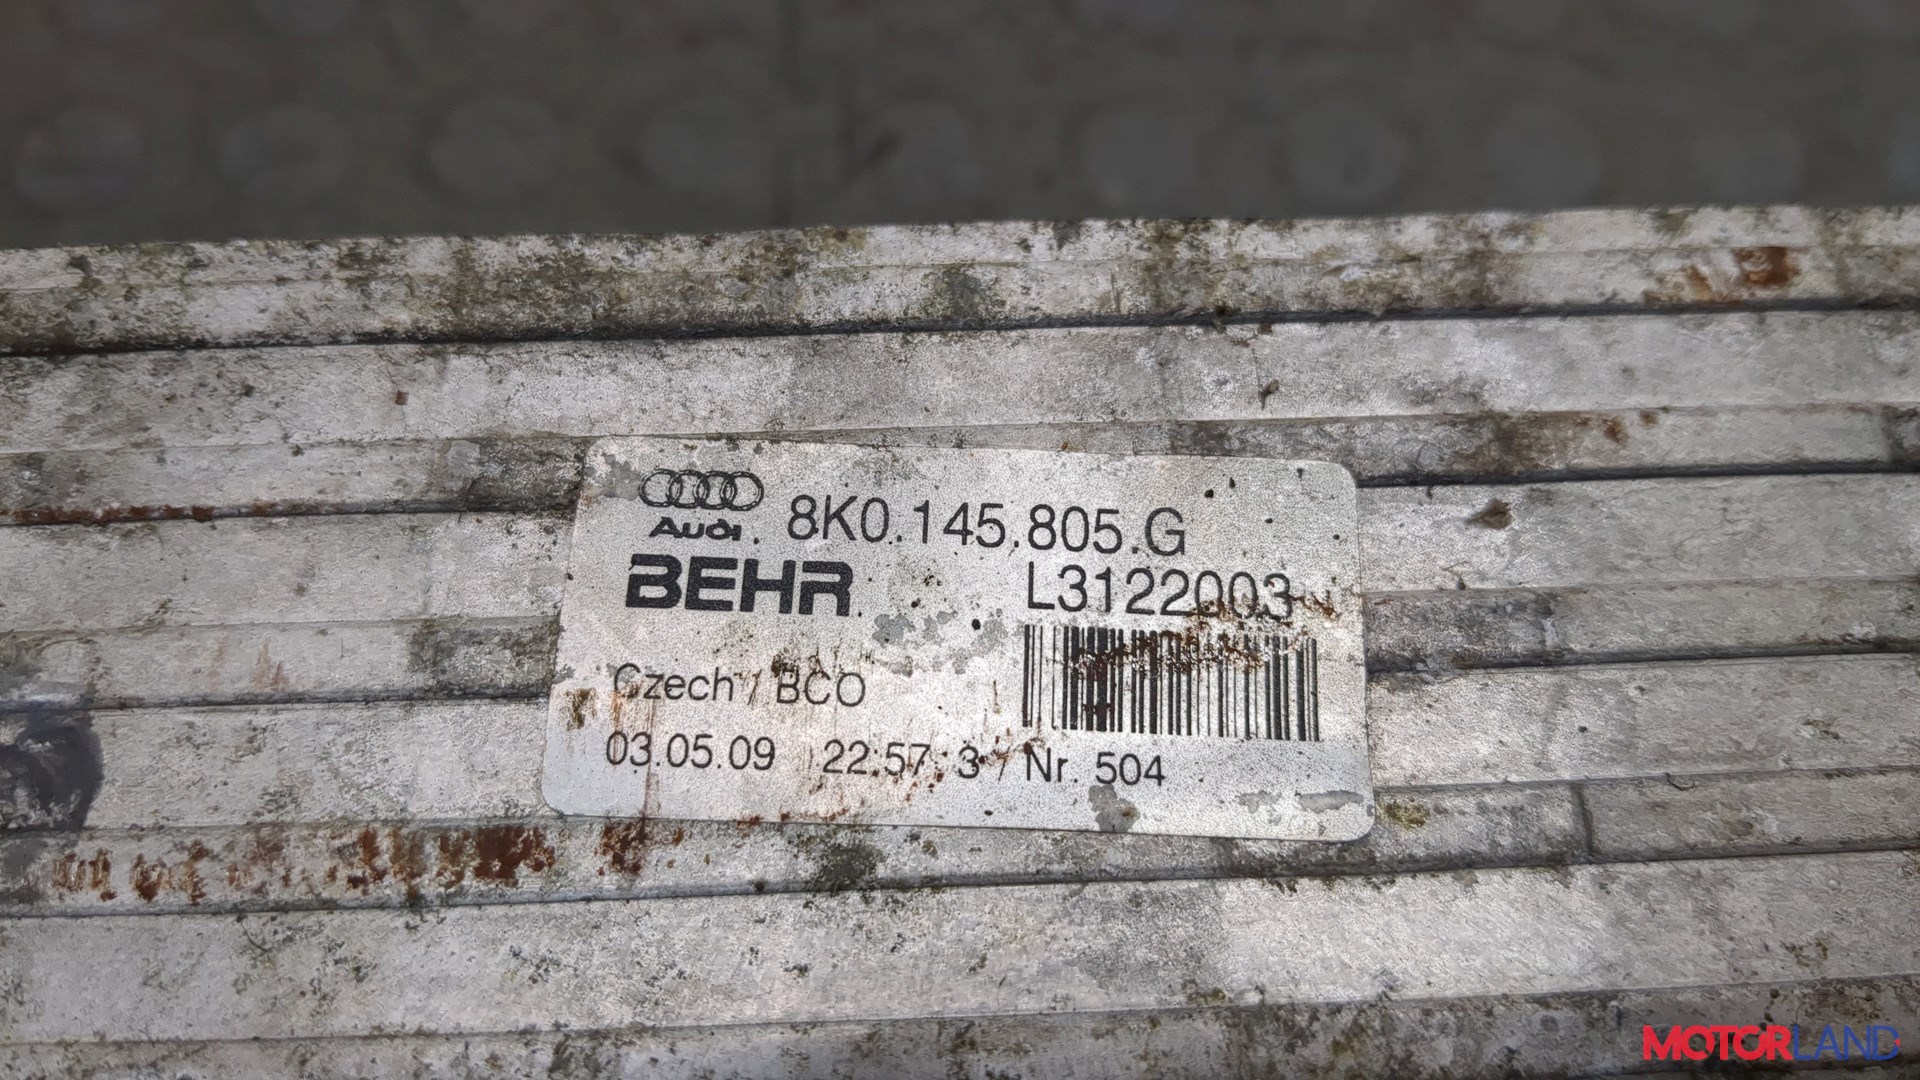 Audi 8K0.145.805.G
BEHR L3122003
Czech / BCO
03.05.09 22:57:3 / Nr. 504
MOTORLAND